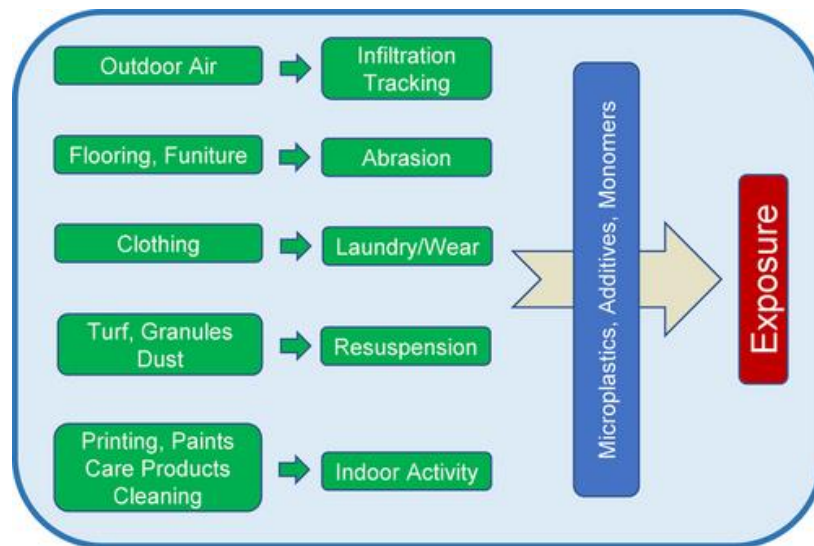 Outdoor Air
Infiltration
Tracking
Flooring, Funiture
Abrasion
Clothing
Laundry/Wear
Turf, Granules
Dust
Resuspension
Printing, Paints
Care Products
Cleaning
Indoor Activity
Microplastics, Additives, Monomers
Exposure